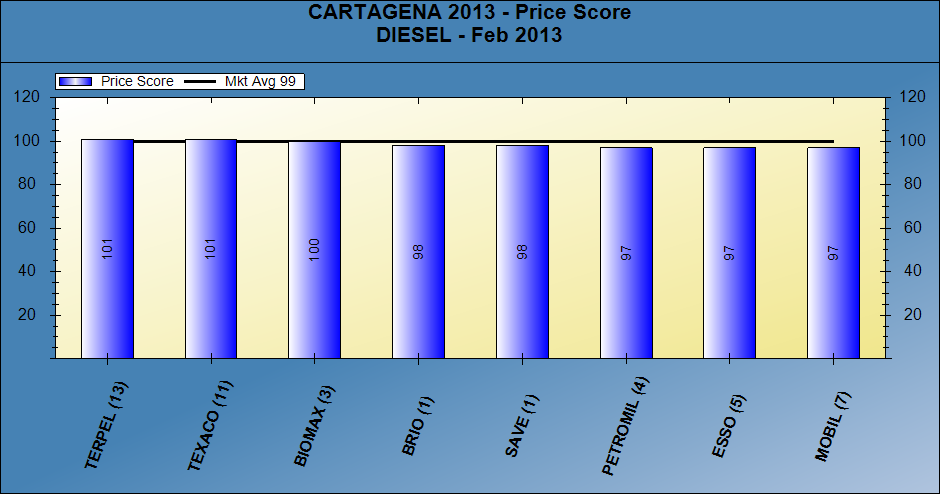 CARTAGENA 2013 - Price Score
DIESEL - Feb 2013
Price Score Mkt Avg 99
120 120
100 100
80 80
60 60
40 40
20 20
101 101 100 98 98 97 97 97
TERPEL (13) TEXACO (11) BIOMAX (3) BRIO (1) SAVE (1) PETROMIL (4) ESSO (5) MOBIL (7)